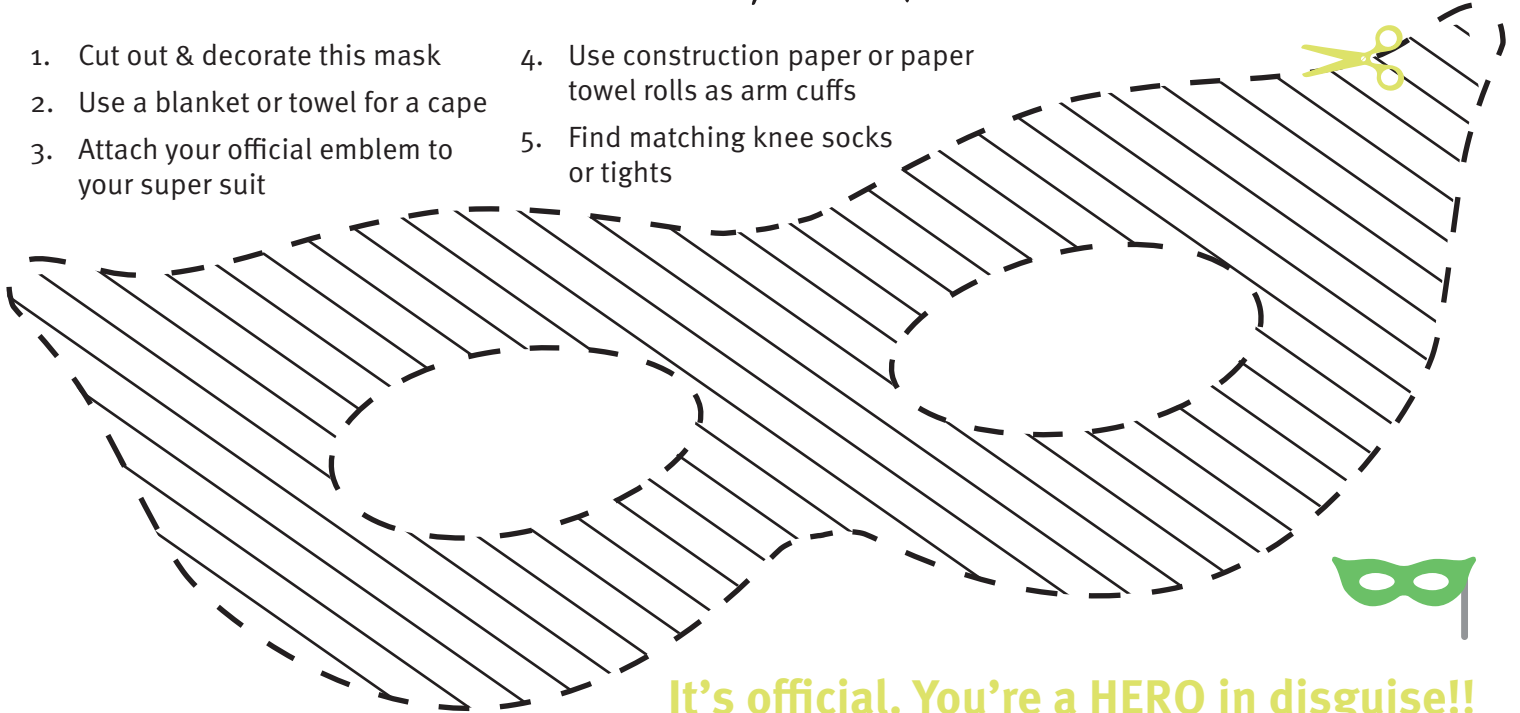 1. Cut out & decorate this mask
2. Use a blanket or towel for a cape
3. Attach your official emblem to
your super suit
4. Use construction paper or paper
towel rolls as arm cuffs
5. Find matching knee socks
or tights
It's official. You're a HERO in disguise!!